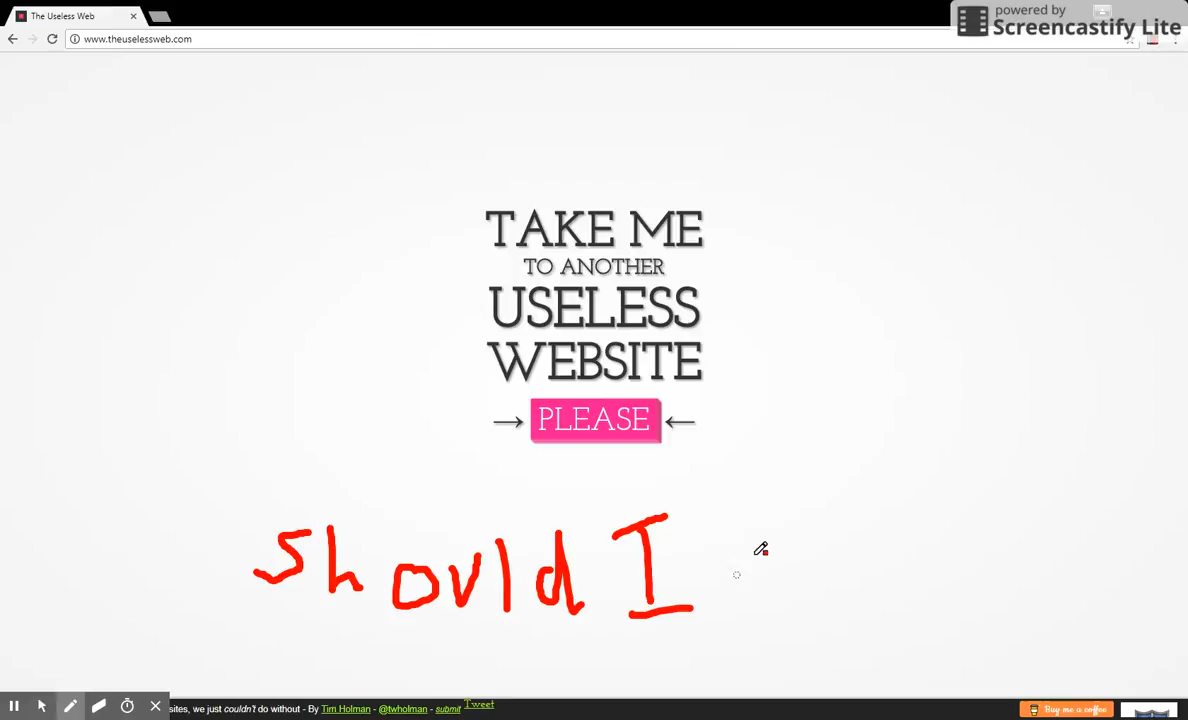 The Useless Web
www.theuselessweb.com
powered by
Screencastify Lite
TAKE ME
TO ANOTHER
USELESS
WEBSITE
→ PLEASE ←
should I
sites, we just couldn't do without - By Tim Holman - @twholman - submit Tweet
Buy me a coffee